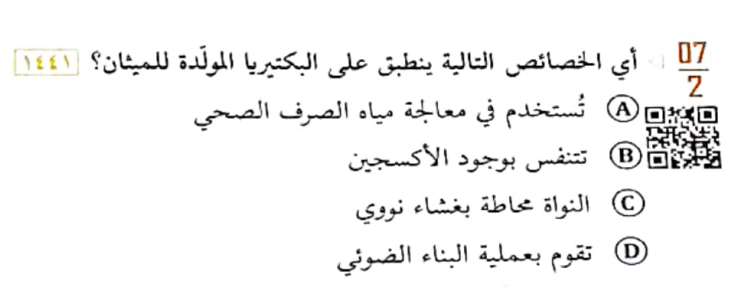 07/2 أي الخصائص التالية ينطبق على البكتيريا المولّدة للميثان؟ ١٤٤١
A تُستخدم في معالجة مياه الصرف الصحي
B تتنفس بوجود الأكسجين
C النواة محاطة بغشاء نووي
D تقوم بعملية البناء الضوئي